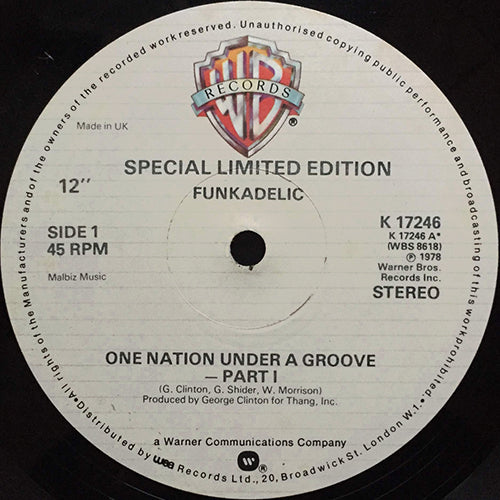 All rights of the Manufacturers and of the owners of the recorded work reserved. Unauthorised copying public performance and broadcasting of this work prohibited.
WB
RECORDS
®
Made in UK
SPECIAL LIMITED EDITION
FUNKADELIC
12"
SIDE 1
45 RPM
Malbiz Music
K 17246
K 17246 A*
(WBS 8618)
℗ 1978
Warner Bros.
Records Inc.
STEREO
ONE NATION UNDER A GROOVE
– PART I
(G. Clinton, G. Shider, W. Morrison)
Produced by George Clinton for Thang, Inc.
a Warner Communications Company
W ®
•Distributed by wea Records Ltd., 20, Broadwick St. London W.1.•